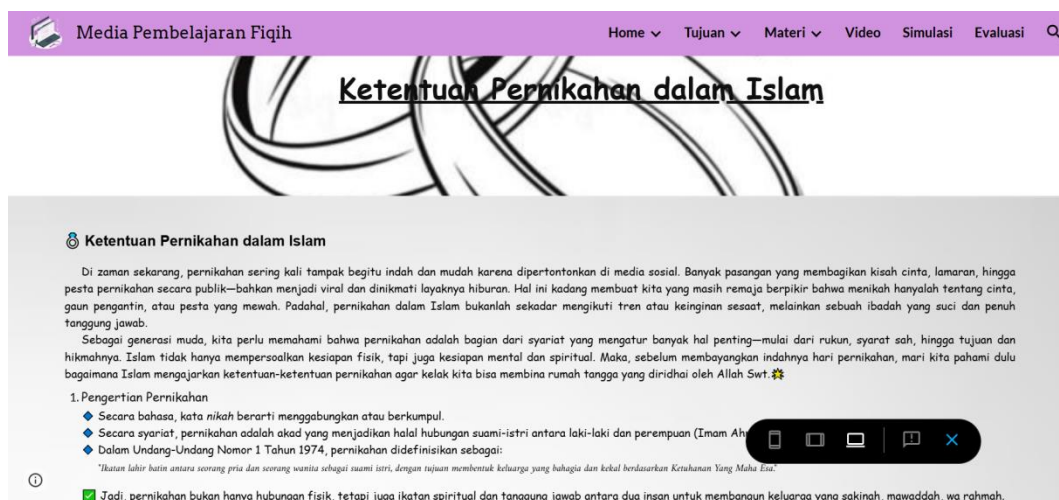 Media Pembelajaran Fiqih
Home Tujuan Materi Video Simulasi Evaluasi
Ketentuan Pernikahan dalam Islam
Ketentuan Pernikahan dalam Islam
Di zaman sekarang, pernikahan sering kali tampak begitu indah dan mudah karena dipertontonkan di media sosial. Banyak pasangan yang membagikan kisah cinta, lamaran, hingga
pesta pernikahan secara publik—bahkan menjadi viral dan dinikmati layaknya hiburan. Hal ini kadang membuat kita yang masih remaja berpikir bahwa menikah hanyalah tentang cinta,
gaun pengantin, atau pesta yang mewah. Padahal, pernikahan dalam Islam bukanlah sekadar mengikuti tren atau keinginan sesaat, melainkan sebuah ibadah yang suci dan penuh
tanggung jawab.
Sebagai generasi muda, kita perlu memahami bahwa pernikahan adalah bagian dari syariat yang mengatur banyak hal penting—mulai dari rukun, syarat sah, hingga tujuan dan
hikmahnya. Islam tidak hanya mempersoalkan kesiapan fisik, tapi juga kesiapan mental dan spiritual. Maka, sebelum membayangkan indahnya hari pernikahan, mari kita pahami dulu
bagaimana Islam mengajarkan ketentuan-ketentuan pernikahan agar kelak kita bisa membina rumah tangga yang diridhai oleh Allah Swt.
1. Pengertian Pernikahan
Secara bahasa, kata nikah berarti menggabungkan atau berkumpul.
Secara syariat, pernikahan adalah akad yang menjadikan halal hubungan suami-istri antara laki-laki dan perempuan (Imam
Dalam Undang-Undang Nomor 1 Tahun 1974, pernikahan didefinisikan sebagai:
"Ikatan lahir batin antara seorang pria dan seorang wanita sebagai suami istri, dengan tujuan membentuk keluarga yang bahagia dan kekal berdasarkan Ketuhanan Yang Maha Esa."
Jadi, pernikahan bukan hanya hubungan fisik, tetapi juga ikatan spiritual dan tanggung jawab antara dua insan untuk membangun keluarga yang sakinah, mawaddah, wa rahmah.